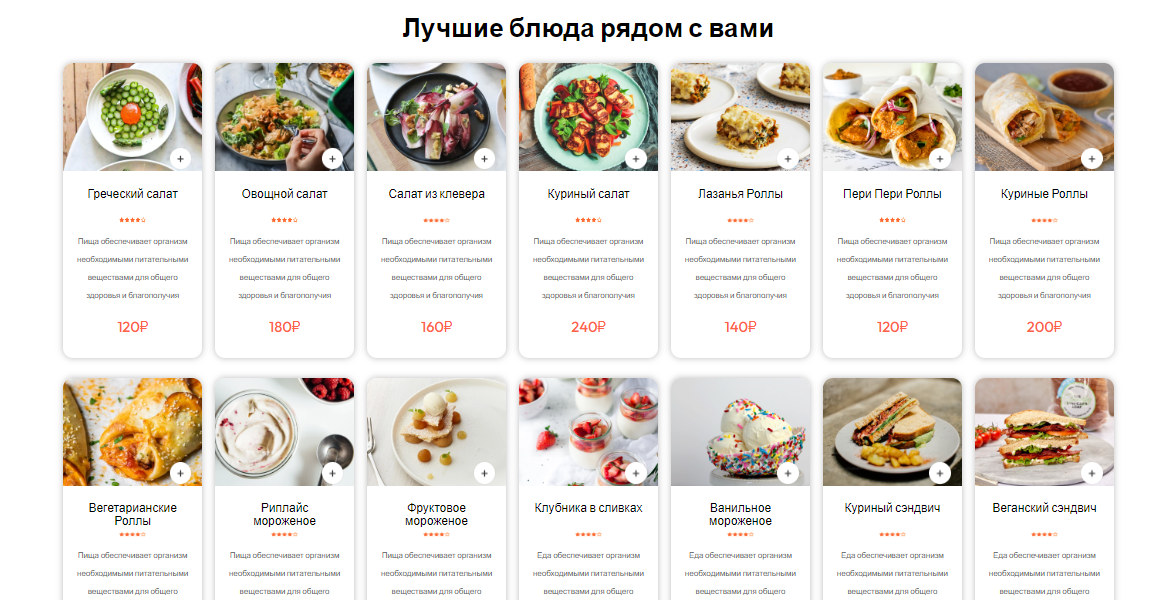 Лучшие блюда рядом с вами
Греческий салат
Пища обеспечивает организм
необходимыми питательными
веществами для общего
здоровья и благополучия
120₽
Овощной салат
Пища обеспечивает организм
необходимыми питательными
веществами для общего
здоровья и благополучия
180₽
Салат из клевера
Пища обеспечивает организм
необходимыми питательными
веществами для общего
здоровья и благополучия
160₽
Куриный салат
Пища обеспечивает организм
необходимыми питательными
веществами для общего
здоровья и благополучия
240₽
Лазанья Роллы
Пища обеспечивает организм
необходимыми питательными
веществами для общего
здоровья и благополучия
140₽
Пери Пери Роллы
Пища обеспечивает организм
необходимыми питательными
веществами для общего
здоровья и благополучия
120₽
Куриные Роллы
Пища обеспечивает организм
необходимыми питательными
веществами для общего
здоровья и благополучия
200₽
Вегетарианские
Роллы
Пища обеспечивает организм
необходимыми питательными
веществами для общего
Риплайс
мороженое
Пища обеспечивает организм
необходимыми питательными
веществами для общего
Фруктовое
мороженое
Пища обеспечивает организм
необходимыми питательными
веществами для общего
Клубника в сливках
Еда обеспечивает организм
необходимыми питательными
веществами для общего
Ванильное
мороженое
Еда обеспечивает организм
необходимыми питательными
веществами для общего
Куриный сэндвич
Еда обеспечивает организм
необходимыми питательными
веществами для общего
Веганский сэндвич
Еда обеспечивает организм
необходимыми питательными
веществами для общего